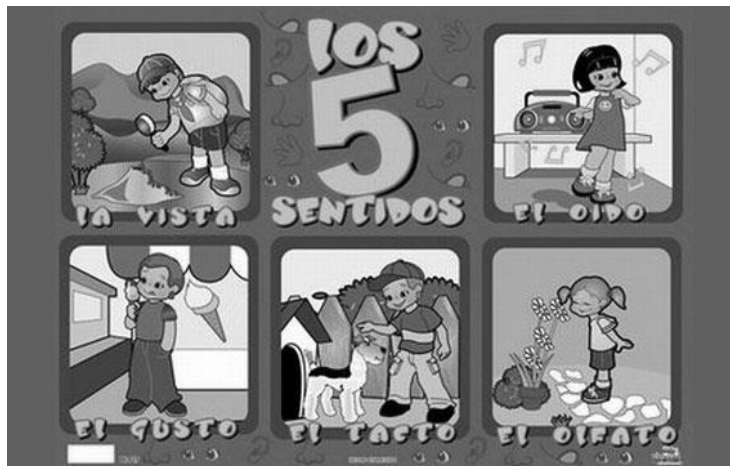 LOS
5
SENTIDOS
LA VISTA
EL OIDO
EL GUSTO
EL TACTO
EL OLFATO